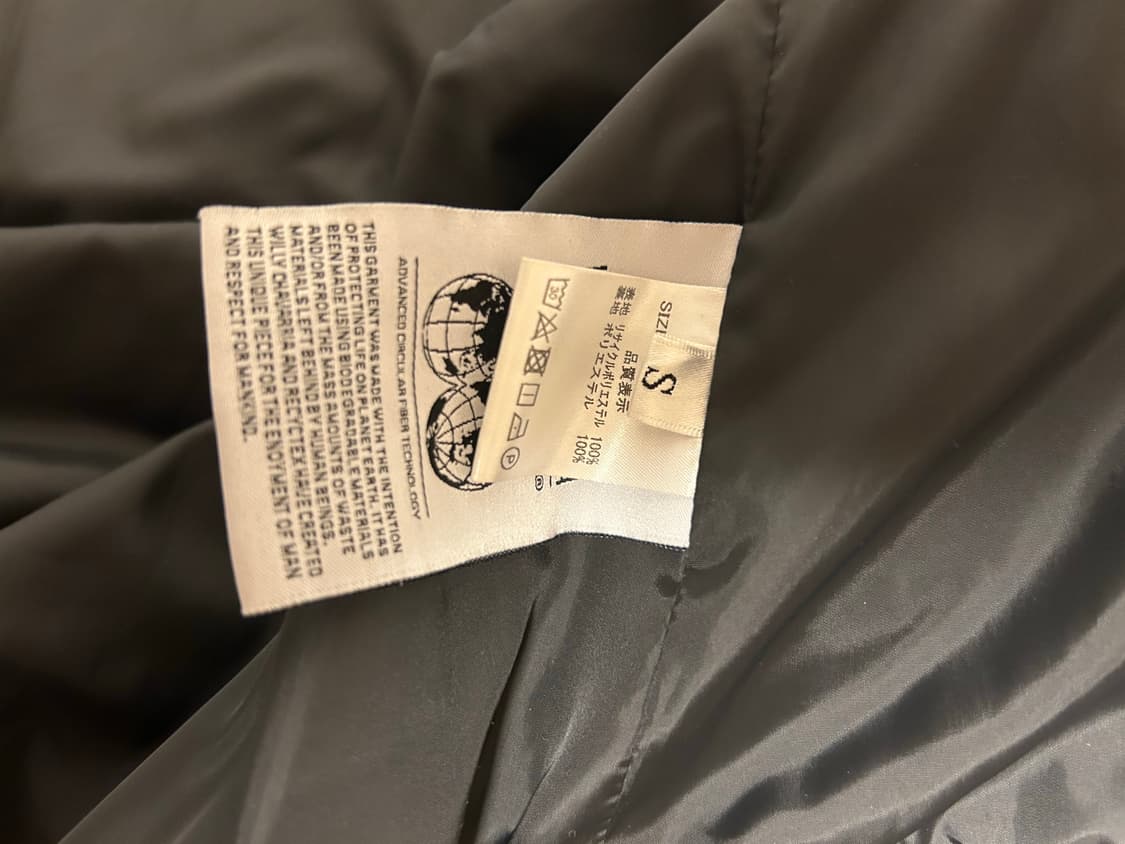 SIZE
S
品質表示
表地 リサイクルポリエステル 100%
裏地 ポリエステル 100%
30
P
®
ADVANCED CIRCULAR FIBER TECHNOLOGY
THIS GARMENT WAS MADE WITH THE INTENTION
OF PROTECTING LIFE ON PLANET EARTH. IT HAS
BEEN MADE USING BIODEGRADABLE MATERIALS
AND/OR FROM THE MASS AMOUNTS OF WASTE
MATERIALS LEFT BEHIND BY HUMAN BEINGS.
WILLY CHAVARRIA AND RECYCTEX HAVE CREATED
THIS UNIQUE PIECE FOR THE ENOYMENT OF MAN
AND RESPECT FOR MANKIND.